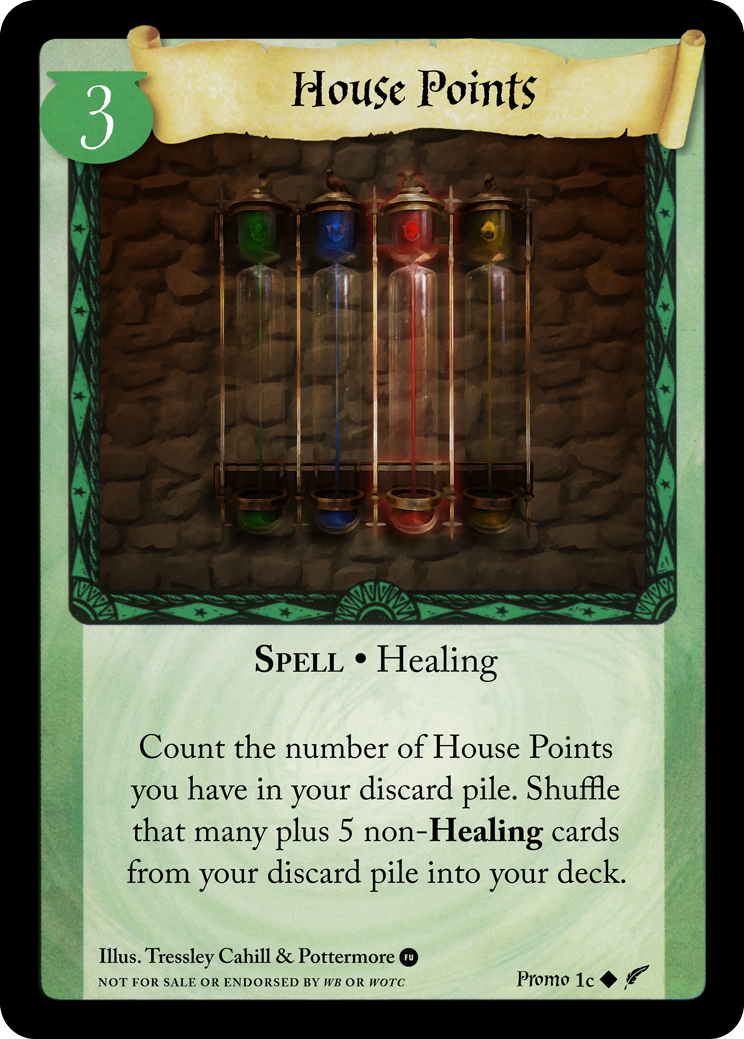 House Points
3
SPELL • Healing
Count the number of House Points
you have in your discard pile. Shuffle
that many plus 5 non-Healing cards
from your discard pile into your deck.
Illus. Tressley Cahill & Pottermore FU
NOT FOR SALE OR ENDORSED BY WB OR WOTC
Promo 1c